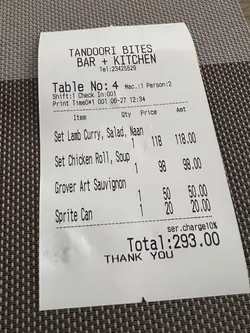 TANDOORI BITES
BAR + KITCHEN
Tel:23425529
Table No: 4 Mac.:1 Person:2
Shift:1 Check In:001
Print Time0*1 001 06-27 12:34
Item Qty Price Amt
Set Lamb Curry, Salad, Naan
1 118 118.00
Set Chicken Roll, Soup
1 98 98.00
Grover Art Sauvignon
1 50 50.00
Sprite Can 1 20 20.00
ser.charge10%
Total:293.00
THANK YOU